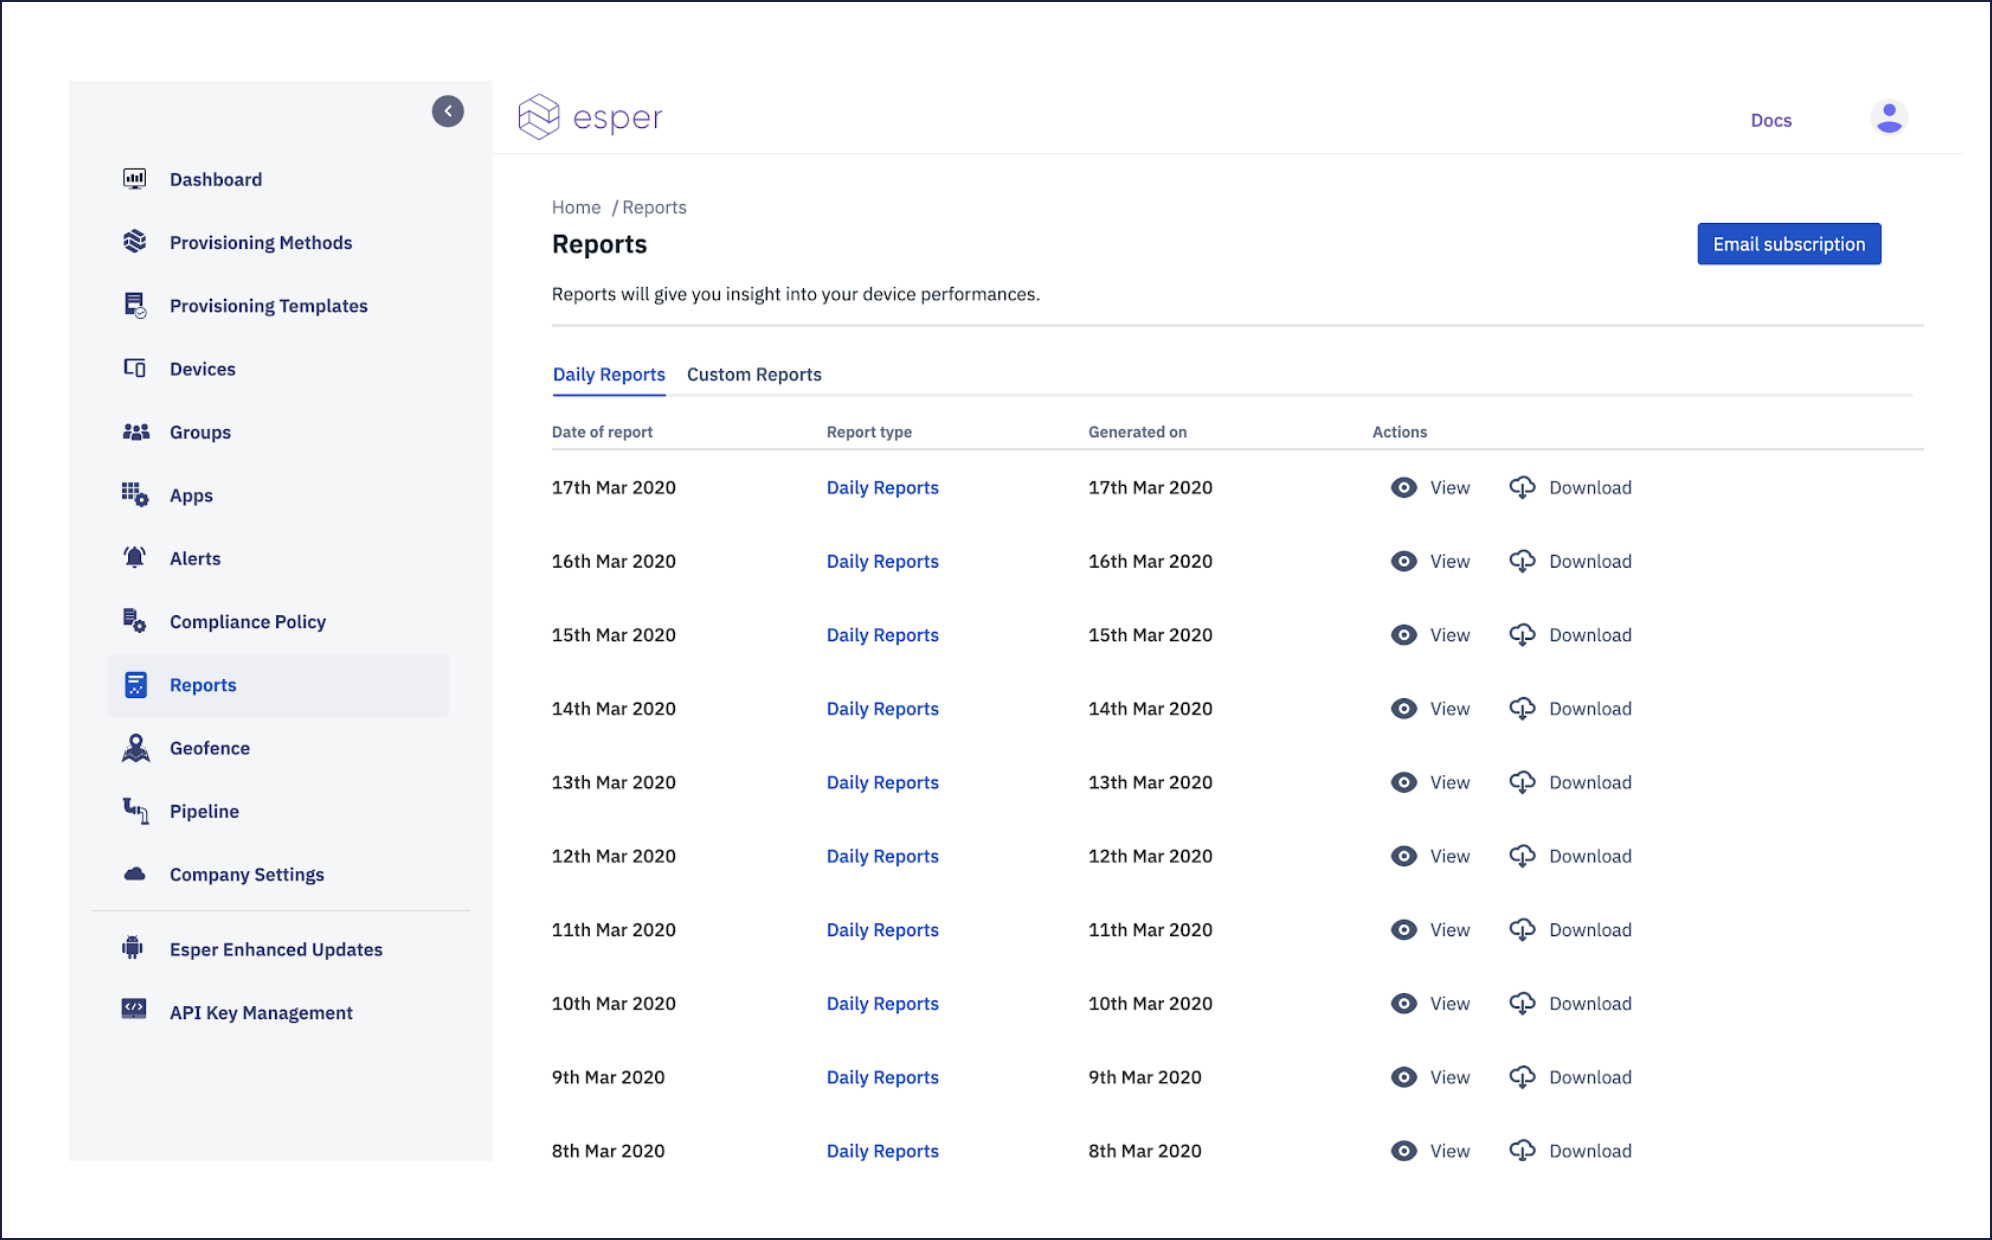 Dashboard
Provisioning Methods
Provisioning Templates
Devices
Groups
Apps
Alerts
Compliance Policy
Reports
Geofence
Pipeline
Company Settings
Esper Enhanced Updates
API Key Management
esper
Docs
Home / Reports
Reports
Email subscription
Reports will give you insight into your device performances.
Daily Reports Custom Reports
Date of report Report type Generated on Actions
17th Mar 2020 Daily Reports 17th Mar 2020 View Download
16th Mar 2020 Daily Reports 16th Mar 2020 View Download
15th Mar 2020 Daily Reports 15th Mar 2020 View Download
14th Mar 2020 Daily Reports 14th Mar 2020 View Download
13th Mar 2020 Daily Reports 13th Mar 2020 View Download
12th Mar 2020 Daily Reports 12th Mar 2020 View Download
11th Mar 2020 Daily Reports 11th Mar 2020 View Download
10th Mar 2020 Daily Reports 10th Mar 2020 View Download
9th Mar 2020 Daily Reports 9th Mar 2020 View Download
8th Mar 2020 Daily Reports 8th Mar 2020 View Download